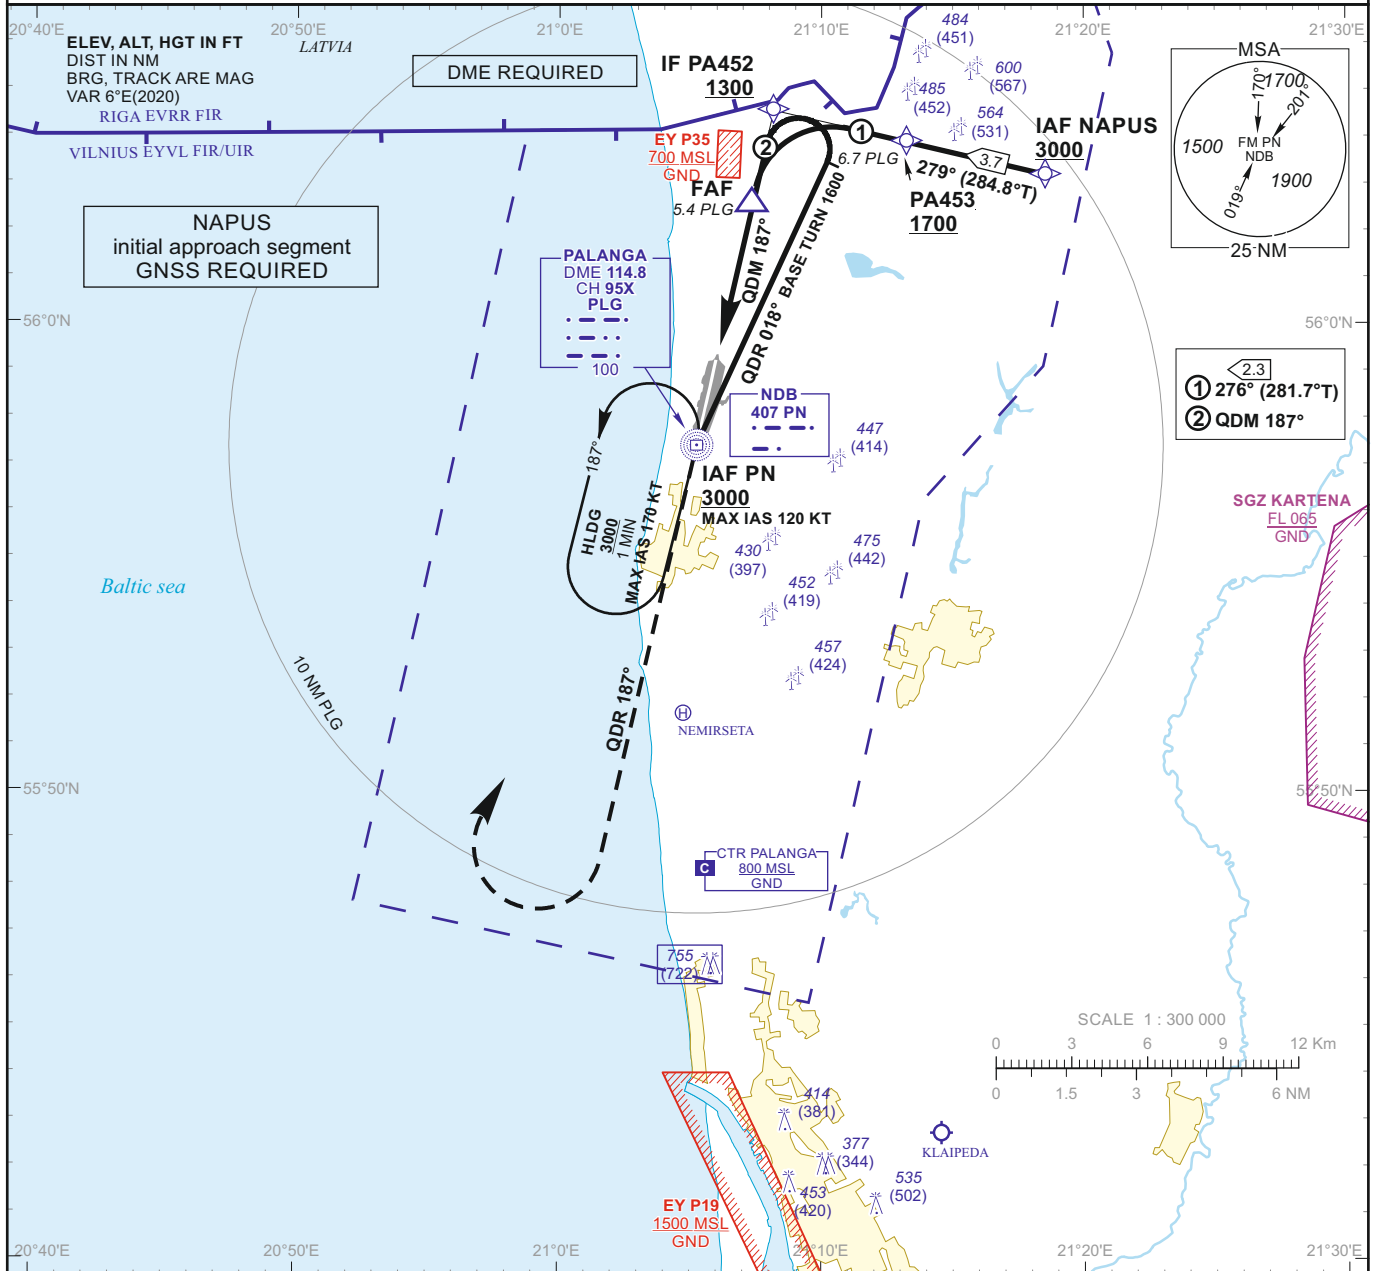 20°40'E
20°50'E
21°0'E
21°10'E
21°20'E
21°30'E
ELEV, ALT, HGT IN FT
DIST IN NM
BRG, TRACK ARE MAG
VAR 6°E(2020)
LATVIA
DME REQUIRED
RIGA EVRR FIR
VILNIUS EYVL FIR/UIR
NAPUS
initial approach segment
GNSS REQUIRED
IF PA452
1300
EY P35
700 MSL
GND
FAF
5.4 PLG
1
2
6.7 PLG
279° (284.8°T)
3.7
IAF NAPUS
3000
PA453
1700
484
(451)
600
(567)
485
(452)
564
(531)
MSA
1700
170°
201°
1500
FM PN
NDB
1900
019°
25 NM
QDM 187°
QDR 018° BASE TURN 1600
PALANGA
DME 114.8
CH 95X
PLG
100
56°0'N
56°0'N
2.3
1 276° (281.7°T)
2 QDM 187°
NDB
407 PN
IAF PN
3000
MAX IAS 120 KT
187°
HLDG
3000
1 MIN
MAX IAS 170 KT
447
(414)
430
(397)
475
(442)
452
(419)
457
(424)
SGZ KARTENA
FL 065
GND
Baltic sea
10 NM PLG
QDR 187°
H
NEMIRSETA
55°50'N
55°50'N
C
CTR PALANGA
800 MSL
GND
755
(722)
SCALE 1 : 300 000
0 3 6 9 12 Km
0 1.5 3 6 NM
414
(381)
377
(344)
453
(420)
535
(502)
KLAIPEDA
EY P19
1500 MSL
GND
20°40'E
20°50'E
21°0'E
21°10'E
21°20'E
21°30'E